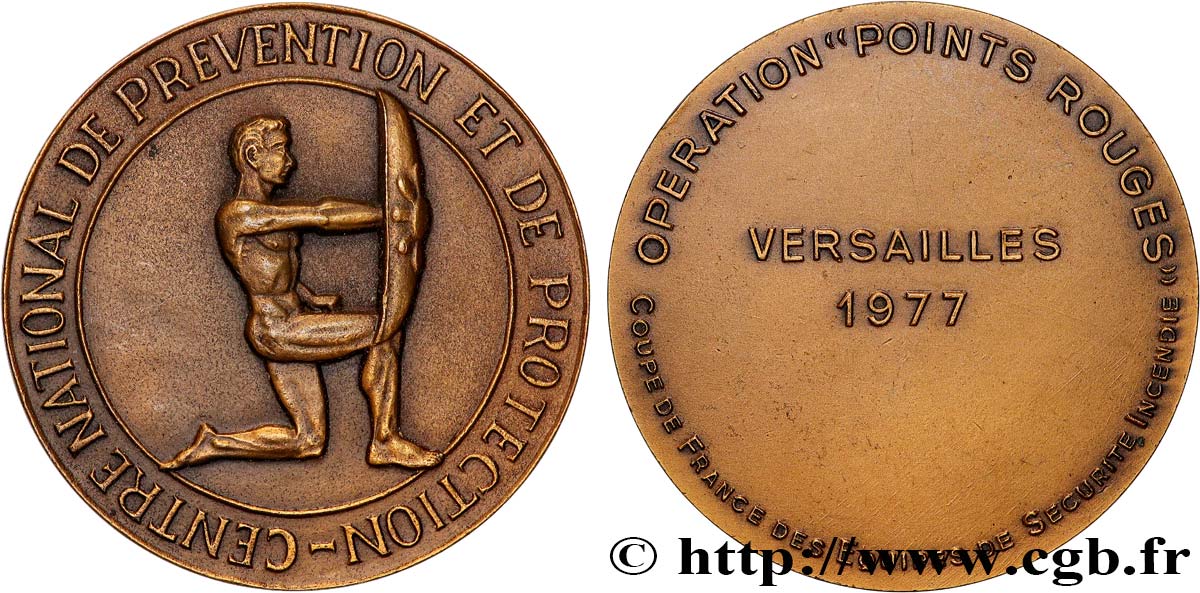 CENTRE NATIONAL DE PREVENTION ET DE PROTECTION -
OPERATION "POINTS ROUGES"
VERSAILLES
1977
COUPE DE FRANCE DES EQUIPES DE SECURITE INCENDIE
© http://www.cgb.fr